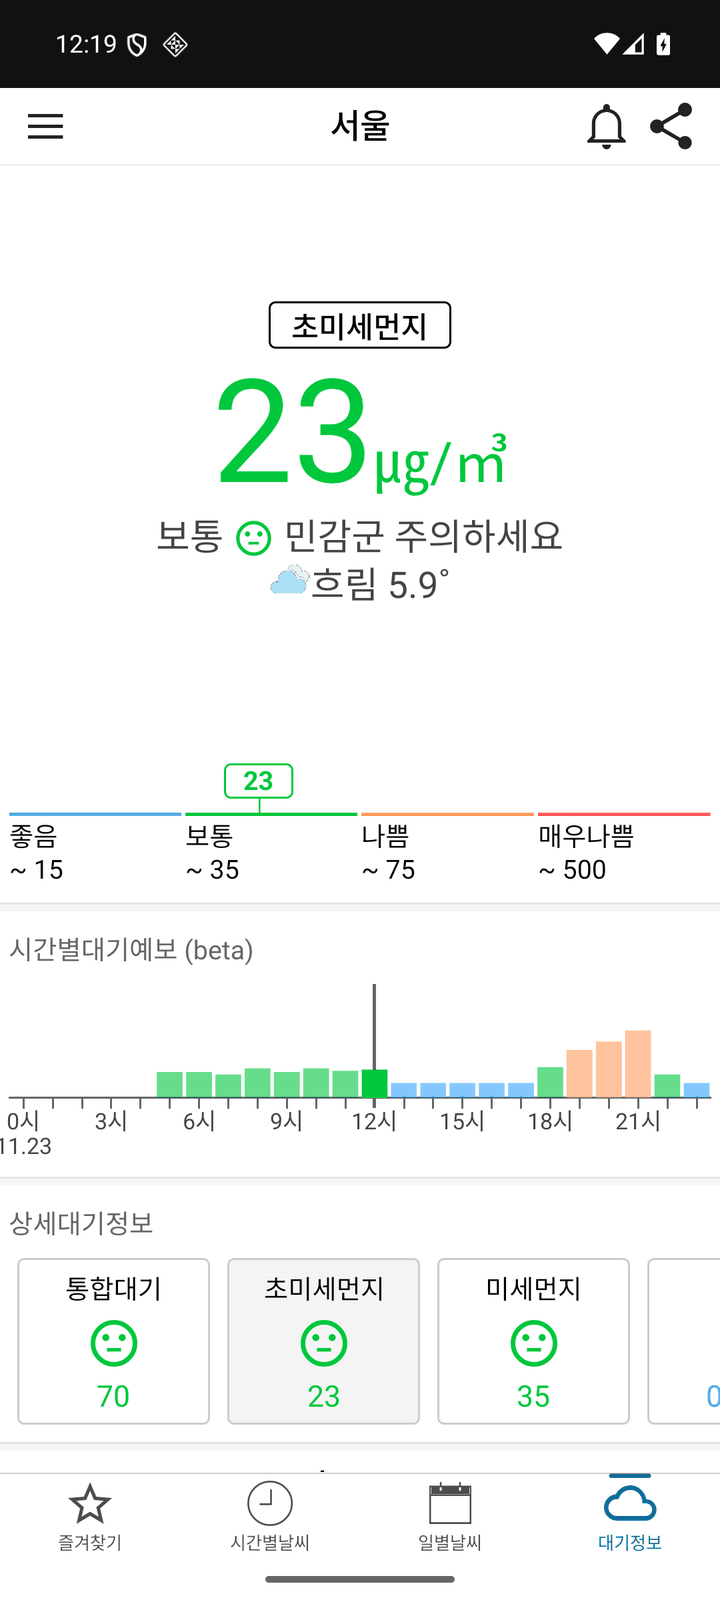 12:19
서울
초미세먼지
23㎍/㎥
보통 민감군 주의하세요
흐림 5.9˚
23
좋음 보통 나쁨 매우나쁨
~ 15 ~ 35 ~ 75 ~ 500
시간별대기예보 (beta)
0시 3시 6시 9시 12시 15시 18시 21시
11.23
상세대기정보
통합대기 초미세먼지 미세먼지
70 23 35 0
즐겨찾기 시간별날씨 일별날씨 대기정보